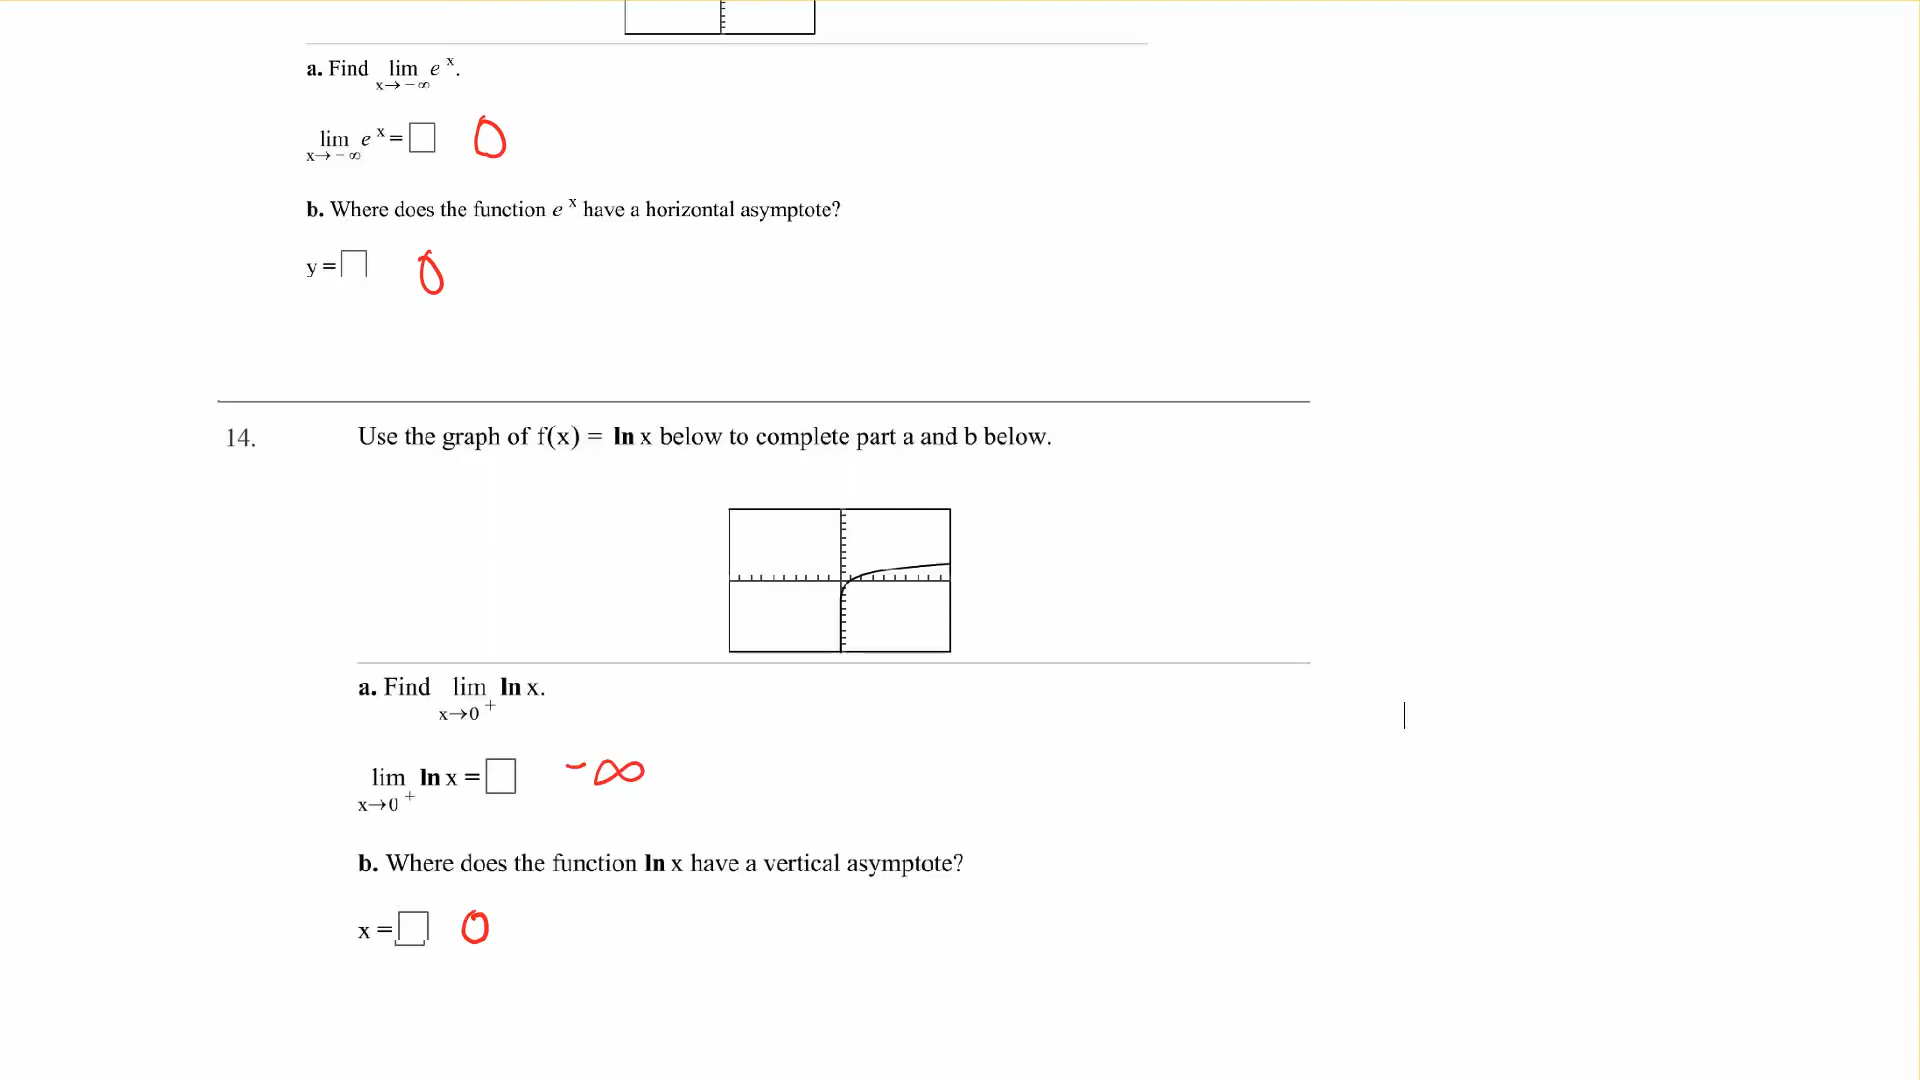 a. Find lim e^x.
x→ − ∞
lim e^x = 0
x→ − ∞
b. Where does the function e^x have a horizontal asymptote?
y = 0
14. Use the graph of f(x) = ln x below to complete part a and b below.
a. Find lim ln x.
x→0+
lim ln x = -∞
x→0+
b. Where does the function ln x have a vertical asymptote?
x = 0